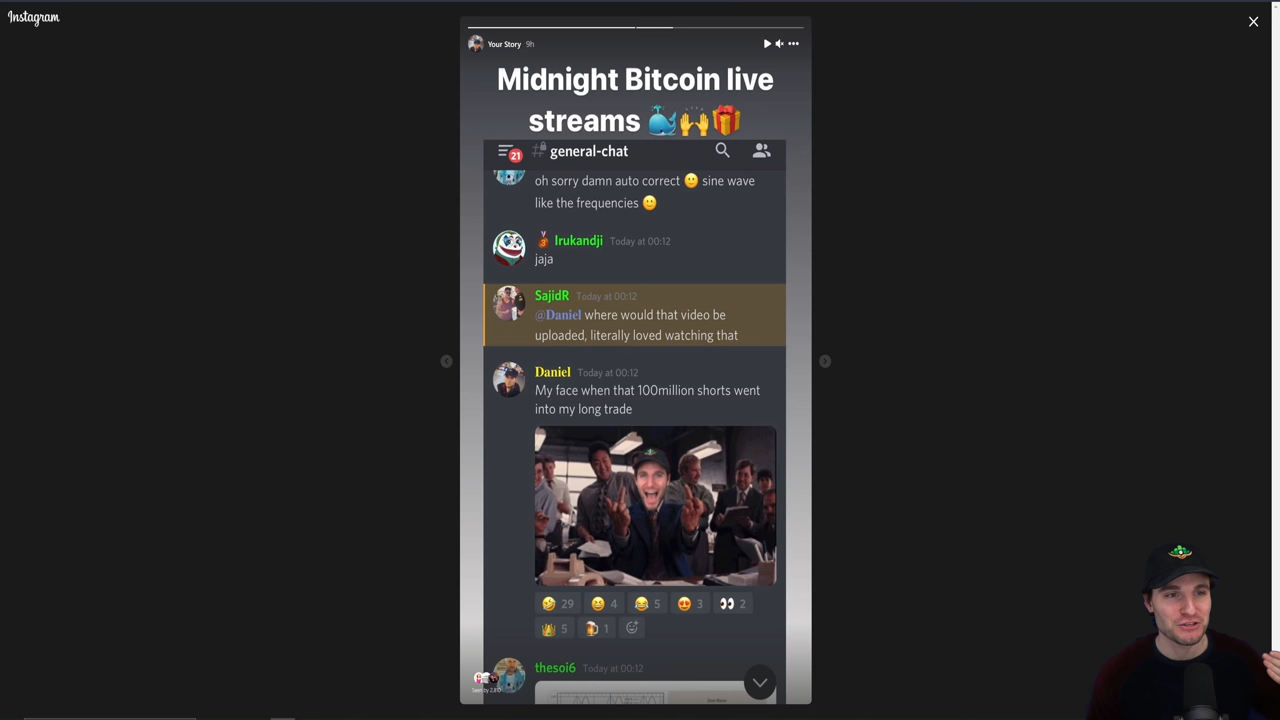 Instagram
Your Story 9h
Midnight Bitcoin live
streams 🐳🙌🎁
21
# general-chat
oh sorry damn auto correct 🙂 sine wave
like the frequencies 🙂
Irukandji Today at 00:12
jaja
SajidR Today at 00:12
@Daniel where would that video be
uploaded, literally loved watching that
Daniel Today at 00:12
My face when that 100million shorts went
into my long trade
🤣 29 😆 4 😂 5 😍 3 👀 2
👑 5 🍺 1
thesoi6 Today at 00:12